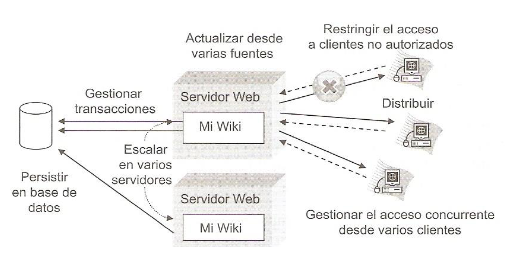 Actualizar desde
varias fuentes
Restringir el acceso
a clientes no autorizados
Gestionar
transacciones
Servidor Web
Mi Wiki
Distribuir
Escalar
en varios
servidores
Persistir
en base de
datos
Servidor Web
Mi Wiki
Gestionar el acceso concurrente
desde varios clientes